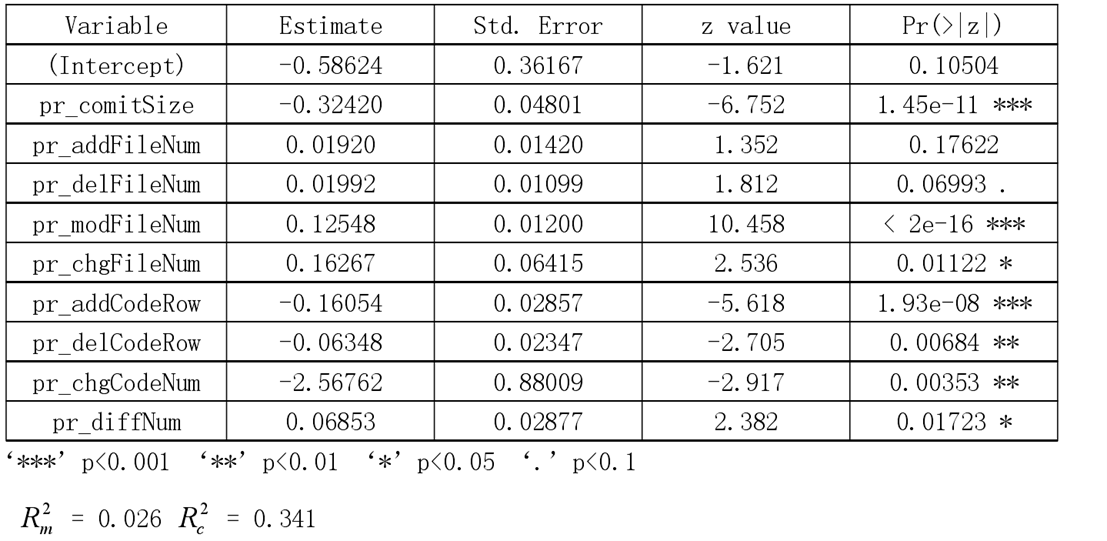 Variable Estimate Std. Error z value Pr(>|z|)
(Intercept) -0.58624 0.36167 -1.621 0.10504
pr_comitSize -0.32420 0.04801 -6.752 1.45e-11 ***
pr_addFileNum 0.01920 0.01420 1.352 0.17622
pr_delFileNum 0.01992 0.01099 1.812 0.06993 .
pr_modFileNum 0.12548 0.01200 10.458 < 2e-16 ***
pr_chgFileNum 0.16267 0.06415 2.536 0.01122 *
pr_addCodeRow -0.16054 0.02857 -5.618 1.93e-08 ***
pr_delCodeRow -0.06348 0.02347 -2.705 0.00684 **
pr_chgCodeNum -2.56762 0.88009 -2.917 0.00353 **
pr_diffNum 0.06853 0.02877 2.382 0.01723 *
‘***’ p<0.001 ‘**’ p<0.01 ‘*’ p<0.05 ‘.’ p<0.1
R²m = 0.026 R²c = 0.341